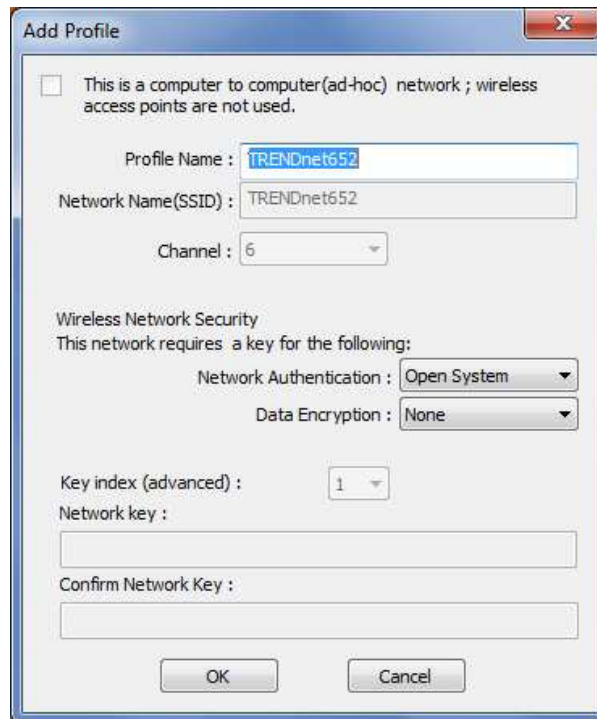 Add Profile
This is a computer to computer(ad-hoc) network ; wireless
access points are not used.
Profile Name : TRENDnet652
Network Name(SSID) : TRENDnet652
Channel : 6
Wireless Network Security
This network requires a key for the following:
Network Authentication : Open System
Data Encryption : None
Key index (advanced) : 1
Network key :
Confirm Network Key :
OK Cancel